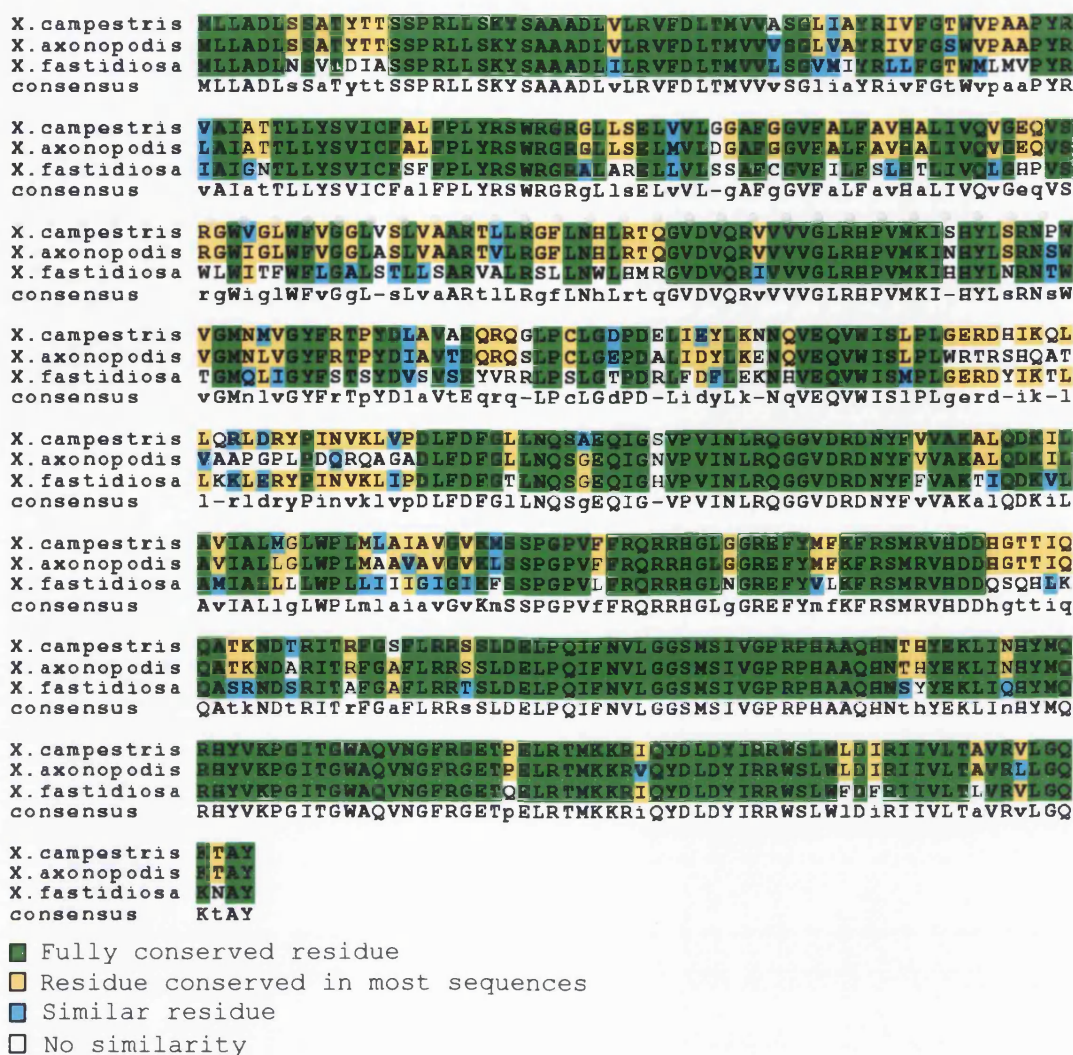 X.campestris MLLADLSSATYTTSSPRLLSKYSAAADLVLRVFDLTMVVASGLIAYRIVFGTWVPAAPYR
X.axonopodis MLLADLSSATYTTSSPRLLSKYSAAADLVLRVFDLTMVVVSGLVAYRIVFGSWVPAAPYR
X.fastidiosa MLLADLNSVTDIASSPRLLSKYSAAADLILRVFDLTMVVLSGVMIYRLLFGTWMLMVPYR
consensus MLLADLsSaTyttSSPRLLSKYSAAADLvLRVFDLTMVVvSGliaYRivFGtWvpaaPYR
X.campestris VAIATTLLYSVICFALFPLYRSWRGRGLLSELVVLGGAFGGVFALFAVHALIVQVGEQVS
X.axonopodis LAIATTLLYSVICFALFPLYRSWRGRGLLSELMVLDGAFGGVFALFAVHALIVQVGEQVS
X.fastidiosa IAIGNTLLYSVICFSFFPLYRSWRGRALARELLVLSSAFCGVFILFSLHTLIVQLGHPVS
consensus vAIatTLLYSVICFalFPLYRSWRGRgLlsELvVL-gAFgGVFaLFavHaLIVQvGeqVS
X.campestris RGWVGLWFVGGLVSLVAARTLLRGFLNHLRTQGVDVQRVVVVGLRHPVMKISHYLSRNPW
X.axonopodis RGWIGLWFVGGLASLVAARTVLRGFLNHLRTQGVDVQRVVVVGLRHPVMKINHYLSRNSW
X.fastidiosa WLWITFWFLGALSTLLSARVALRSLLNWLHMRGVDVQRIVVVGLRHPVMKIHHYLNRNTW
consensus rgWiglWFvGgL-sLvaARtlLRgfLNhLrtqGVDVQRvVVVGLRHPVMKI-HYLsRNsW
X.campestris VGMNMVGYFRTPYDLAVAEQRQGLPCLGDPDELIEYLKNNQVEQVWISLPLGERDHIKQL
X.axonopodis VGMNLVGYFRTPYDIAVTEQRQSLPCLGEPDALIDYLKENQVEQVWISLPLWRTRSHQAT
X.fastidiosa TGMQLIGYFSTSYDVSVSEYVRRLPSLGTPDRLFDFLEKNHVEQVWISMPLGERDYIKTL
consensus vGMnlvGYFrTpYDlaVtEqrq-LPcLGdPD-LidyLk-NqVEQVWISlPLgerd-ik-l
X.campestris LQRLDRYPINVKLVPDLFDFGLLNQSAEQIGSVPVINLRQGGVDRDNYFVVAKALQDKIL
X.axonopodis VAAPGPLPDQRQAGADLFDFGLLNQSGEQIGNVPVINLRQGGVDRDNYFVVAKALQDKIL
X.fastidiosa LKKLERYPINVKLIPDLFDFGTLNQSGEQIGHVPVINLRQGGVDRDNYFFVAKTIQDKVL
consensus l-rldryPinvklvpDLFDFGlLNQSgEQIG-VPVINLRQGGVDRDNYFvVAKalQDKiL
X.campestris AVIALMGLWPLMLAIAVGVKMSSPGPVFFRQRRHGLGGREFYMFKFRSMRVHDDHGTTIQ
X.axonopodis AVIALLGLWPLMAAVAVGVKLSSPGPVFFRQRRHGLGGREFYMFKFRSMRVHDDHGTTIQ
X.fastidiosa AMIALLLLWPLLIIIGIGIKFSSPGPVLFRQRRHGLNGREFYVLKFRSMRVHDDQSQHLK
consensus AvIALlgLWPLmlaiavGvKmSSPGPVfFRQRRHGLgGREFYmfKFRSMRVHDDhgttiq
X.campestris QATKNDTRITRFGSFLRRSSLDELPQIFNVLGGSMSIVGPRPHAAQHNTHYEKLINHYMQ
X.axonopodis QATKNDARITRFGAFLRRSSLDELPQIFNVLGGSMSIVGPRPHAAQHNTHYEKLINHYMQ
X.fastidiosa QASRNDSRITAFGAFLRRTSLDELPQIFNVLGGSMSIVGPRPHAAQHNSYYEKLIQHYMQ
consensus QAtkNDtRITrFGaFLRRsSLDELPQIFNVLGGSMSIVGPRPHAAQHNthYEKLInHYMQ
X.campestris RHYVKPGITGWAQVNGFRGETPELRTMKKRIQYDLDYIRRWSLWLDIRIIVLTAVRVLGQ
X.axonopodis RHYVKPGITGWAQVNGFRGETPELRTMKKRVQYDLDYIRRWSLWLDIRIIVLTAVRLLGQ
X.fastidiosa RHYVKPGITGWAQVNGFRGETQELRTMKKRIQYDLDYIRRWSLWFDFRIIVLTLVRVLGQ
consensus RHYVKPGITGWAQVNGFRGETpELRTMKKRiQYDLDYIRRWSLWlDiRIIVLTaVRvLGQ
X.campestris KTAY
X.axonopodis KTAY
X.fastidiosa KNAY
consensus KtAY
Fully conserved residue
Residue conserved in most sequences
Similar residue
No similarity